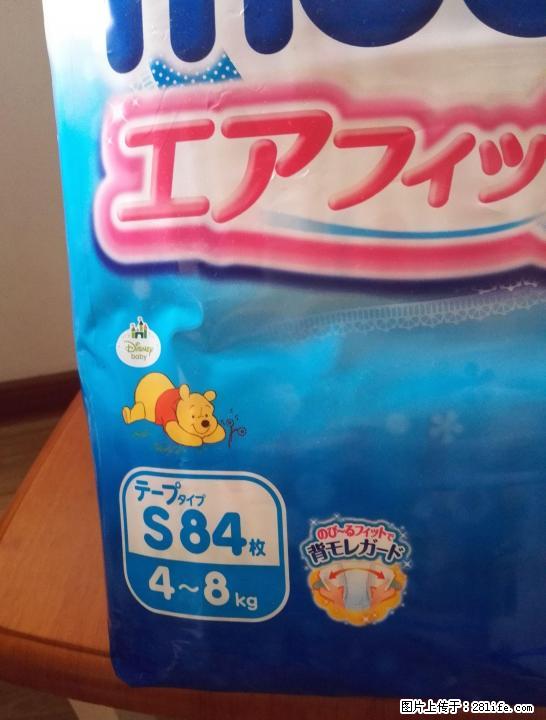 エアフィッ
Disney
baby
テープタイプ
S84枚
4～8kg
のび～るフィットで
背モレガード
图片上传于：28life.com